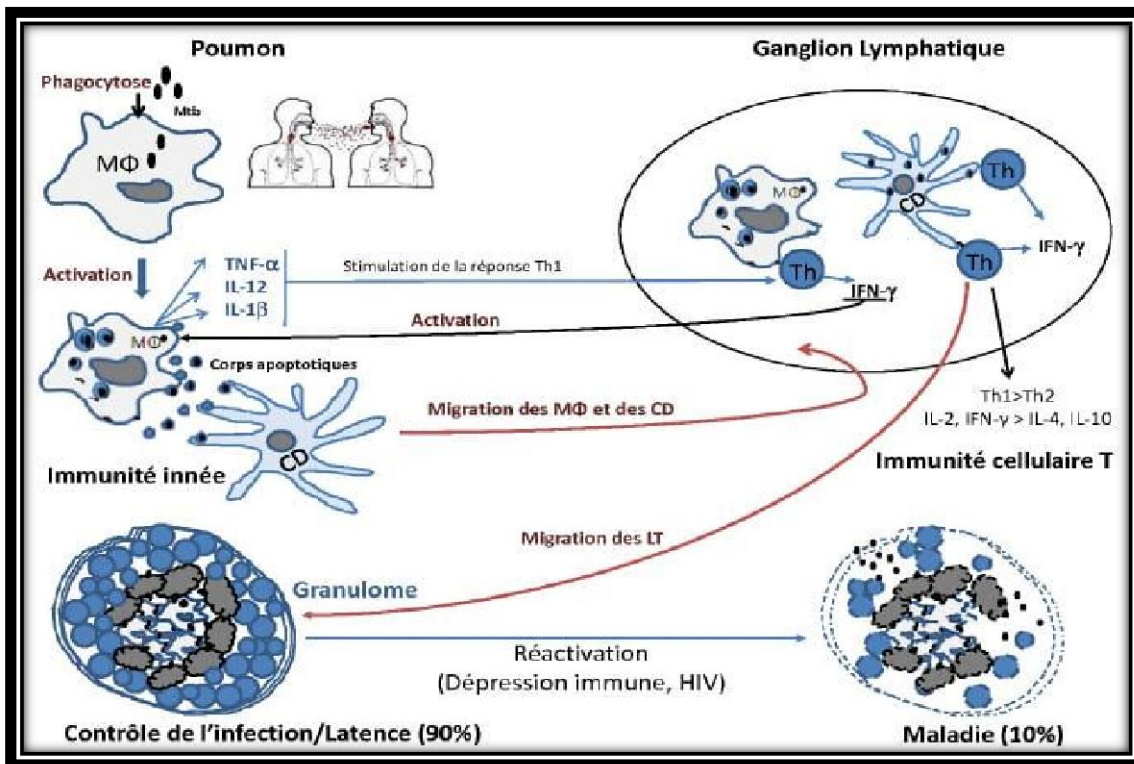 Poumon
Ganglion Lymphatique
Phagocytose
Mtb
MΦ
Activation
TNF-α
IL-12
IL-1β
Stimulation de la réponse Th1
MΦ
CD
Th
Th
Th
IFN-γ
IFN-γ
Activation
MΦ
Corps apoptotiques
CD
Migration des MΦ et des CD
Th1>Th2
IL-2, IFN-γ > IL-4, IL-10
Immunité innée
Immunité cellulaire T
Migration des LT
Granulome
Réactivation
(Dépression immune, HIV)
Contrôle de l'infection/Latence (90%)
Maladie (10%)